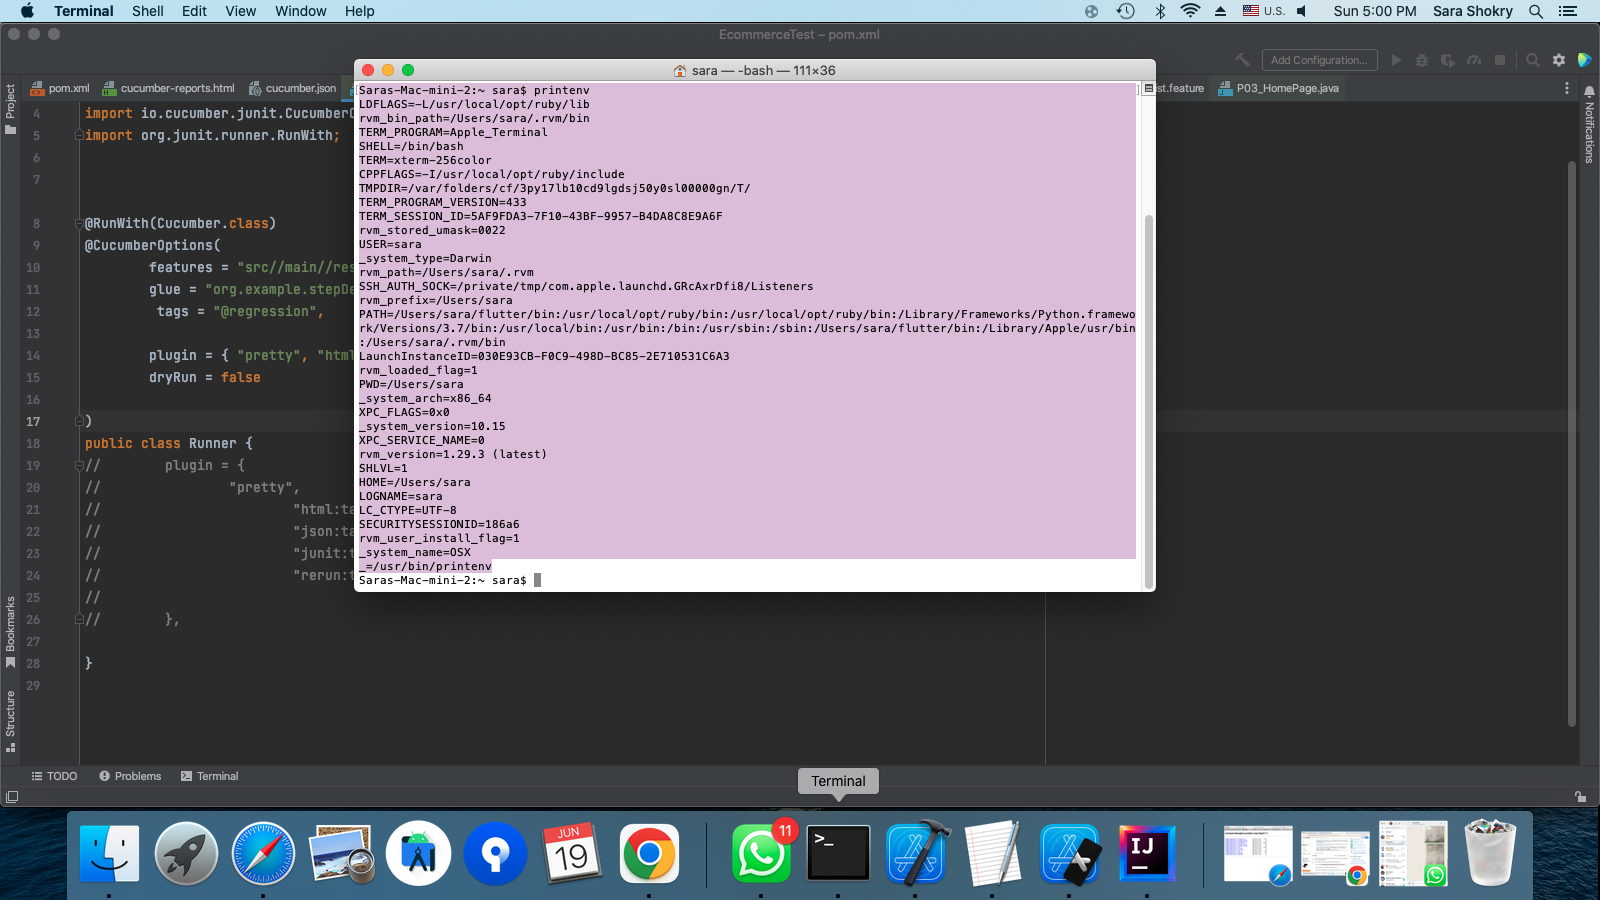 Terminal Shell Edit View Window Help U.S. Sun 5:00 PM Sara Shokry
EcommerceTest – pom.xml
Add Configuration...
pom.xml cucumber-reports.html cucumber.json st.feature P03_HomePage.java
Project
Notifications
Bookmarks
Structure
4 import io.cucumber.junit.Cucumber
5 import org.junit.runner.RunWith;
6
7
8 @RunWith(Cucumber.class)
9 @CucumberOptions(
10 features = "src//main//res
11 glue = "org.example.stepDe
12 tags = "@regression",
13
14 plugin = { "pretty", "html
15 dryRun = false
16
17 )
18 public class Runner {
19 // plugin = {
20 // "pretty",
21 // "html:ta
22 // "json:ta
23 // "junit:t
24 // "rerun:t
25 //
26 // },
27
28 }
29
sara — -bash — 111×36
Saras-Mac-mini-2:~ sara$ printenv
LDFLAGS=-L/usr/local/opt/ruby/lib
rvm_bin_path=/Users/sara/.rvm/bin
TERM_PROGRAM=Apple_Terminal
SHELL=/bin/bash
TERM=xterm-256color
CPPFLAGS=-I/usr/local/opt/ruby/include
TMPDIR=/var/folders/cf/3py17lb10cd9lgdsj50y0sl00000gn/T/
TERM_PROGRAM_VERSION=433
TERM_SESSION_ID=5AF9FDA3-7F10-43BF-9957-B4DA8C8E9A6F
rvm_stored_umask=0022
USER=sara
_system_type=Darwin
rvm_path=/Users/sara/.rvm
SSH_AUTH_SOCK=/private/tmp/com.apple.launchd.GRcAxrDfi8/Listeners
rvm_prefix=/Users/sara
PATH=/Users/sara/flutter/bin:/usr/local/opt/ruby/bin:/usr/local/opt/ruby/bin:/Library/Frameworks/Python.framewo
rk/Versions/3.7/bin:/usr/local/bin:/usr/bin:/bin:/usr/sbin:/sbin:/Users/sara/flutter/bin:/Library/Apple/usr/bin
:/Users/sara/.rvm/bin
LaunchInstanceID=030E93CB-F0C9-498D-BC85-2E710531C6A3
rvm_loaded_flag=1
PWD=/Users/sara
_system_arch=x86_64
XPC_FLAGS=0x0
_system_version=10.15
XPC_SERVICE_NAME=0
rvm_version=1.29.3 (latest)
SHLVL=1
HOME=/Users/sara
LOGNAME=sara
LC_CTYPE=UTF-8
SECURITYSESSIONID=186a6
rvm_user_install_flag=1
_system_name=OSX
_=/usr/bin/printenv
Saras-Mac-mini-2:~ sara$
TODO Problems Terminal
Terminal
JUN
19
11
>_
IJ